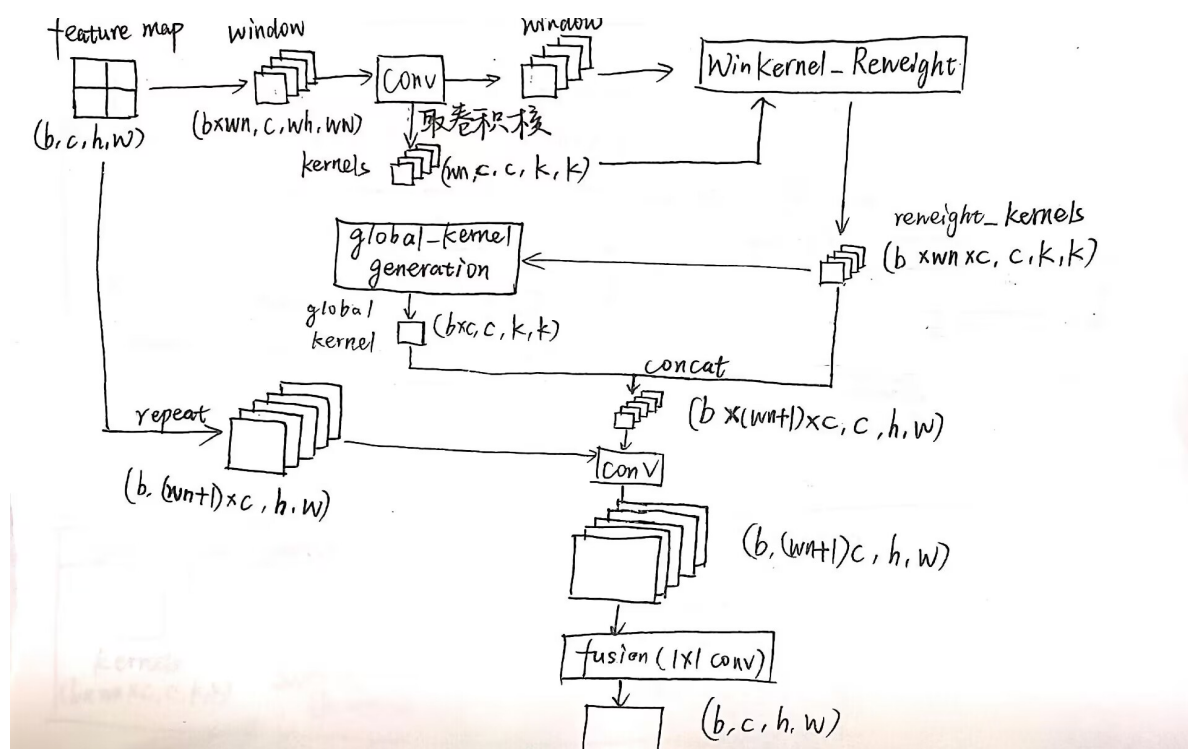 feature map
window
window
conv
Winkernel_Reweight
(b, c, h, w)
(b×wn, c, wh, wN)
取卷积核
kernels
(wn, c, c, k, k)
reweight_kernels
(b × wn × c, c, k, k)
global_kernel
generation
global
kernel
(b×c, c, k, k)
concat
repeat
(b ×(wn+1)×c, c, h, w)
conv
(b, (wn+1)×c, h, w)
(b, (wn+1)c, h, w)
fusion (1×1 conv)
(b, c, h, w)